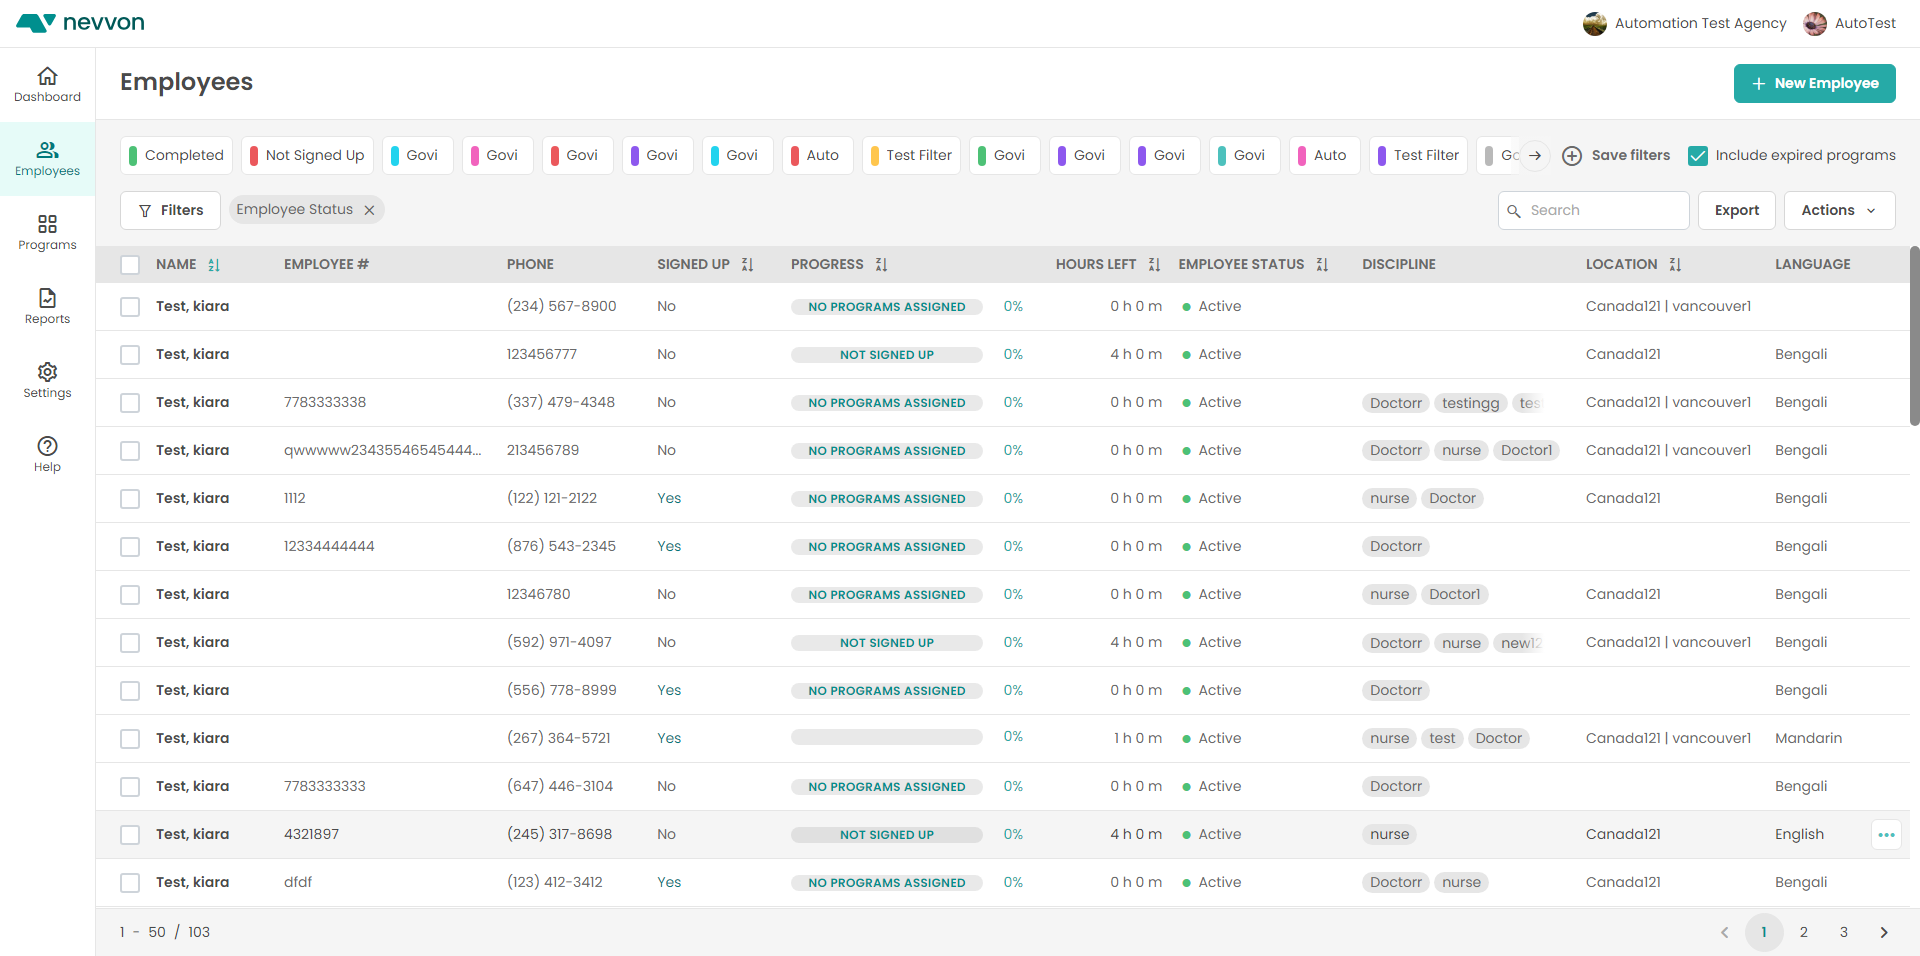 nevvon
Automation Test Agency AutoTest
Dashboard
Employees
Programs
Reports
Settings
Help
Employees
+ New Employee
Completed Not Signed Up Govi Govi Govi Govi Govi Auto Test Filter Govi Govi Govi Govi Auto Test Filter Save filters Include expired programs
Filters Employee Status Search Export Actions
NAME EMPLOYEE # PHONE SIGNED UP PROGRESS HOURS LEFT EMPLOYEE STATUS DISCIPLINE LOCATION LANGUAGE
Test, kiara (234) 567-8900 No NO PROGRAMS ASSIGNED 0% 0 h 0 m Active Canada121 | vancouver1
Test, kiara 123456777 No NOT SIGNED UP 0% 4 h 0 m Active Canada121 Bengali
Test, kiara 7783333338 (337) 479-4348 No NO PROGRAMS ASSIGNED 0% 0 h 0 m Active Doctorr testingg tes Canada121 | vancouver1 Bengali
Test, kiara qwwwww23435546545444... 213456789 No NO PROGRAMS ASSIGNED 0% 0 h 0 m Active Doctorr nurse Doctor1 Canada121 | vancouver1 Bengali
Test, kiara 1112 (122) 121-2122 Yes NO PROGRAMS ASSIGNED 0% 0 h 0 m Active nurse Doctor Canada121 Bengali
Test, kiara 12334444444 (876) 543-2345 Yes NO PROGRAMS ASSIGNED 0% 0 h 0 m Active Doctorr Bengali
Test, kiara 12346780 No NO PROGRAMS ASSIGNED 0% 0 h 0 m Active nurse Doctor1 Canada121 Bengali
Test, kiara (592) 971-4097 No NOT SIGNED UP 0% 4 h 0 m Active Doctorr nurse new12 Canada121 | vancouver1 Bengali
Test, kiara (556) 778-8999 Yes NO PROGRAMS ASSIGNED 0% 0 h 0 m Active Doctorr Bengali
Test, kiara (267) 364-5721 Yes 0% 1 h 0 m Active nurse test Doctor Canada121 | vancouver1 Mandarin
Test, kiara 7783333333 (647) 446-3104 No NO PROGRAMS ASSIGNED 0% 0 h 0 m Active Doctorr Bengali
Test, kiara 4321897 (245) 317-8698 No NOT SIGNED UP 0% 4 h 0 m Active nurse Canada121 English
Test, kiara dfdf (123) 412-3412 Yes NO PROGRAMS ASSIGNED 0% 0 h 0 m Active Doctorr nurse Canada121 Bengali
1 - 50 / 103 1 2 3